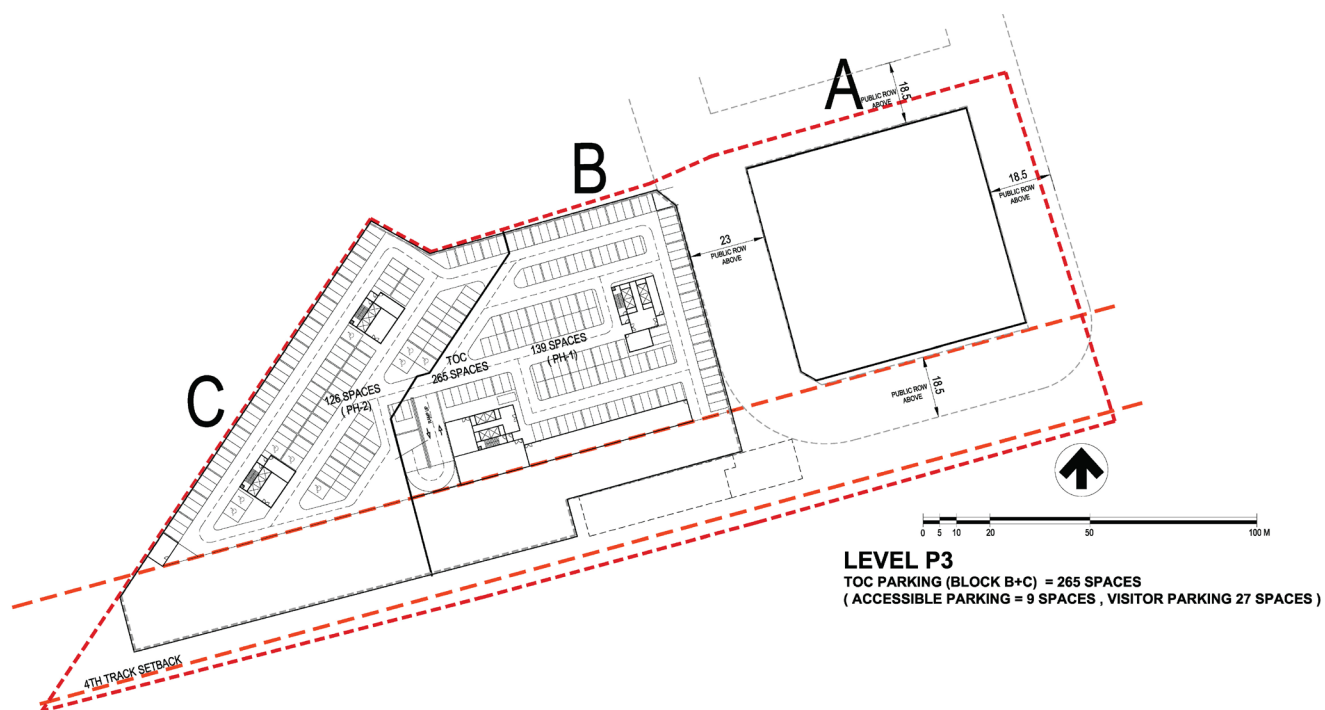 A
18.5
PUBLIC ROW
ABOVE
B
18.5
PUBLIC ROW
ABOVE
23
PUBLIC ROW
ABOVE
139 SPACES
( PH-1)
TOC
265 SPACES
C
126 SPACES
( PH-2)
18.5
PUBLIC ROW
ABOVE
0 5 10 20 50 100 M
LEVEL P3
TOC PARKING (BLOCK B+C) = 265 SPACES
( ACCESSIBLE PARKING = 9 SPACES , VISITOR PARKING 27 SPACES )
4TH TRACK SETBACK